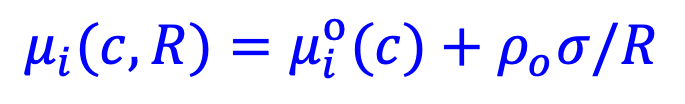 μᵢ(c, R) = μᵢᵒ(c) + ρₒσ/R